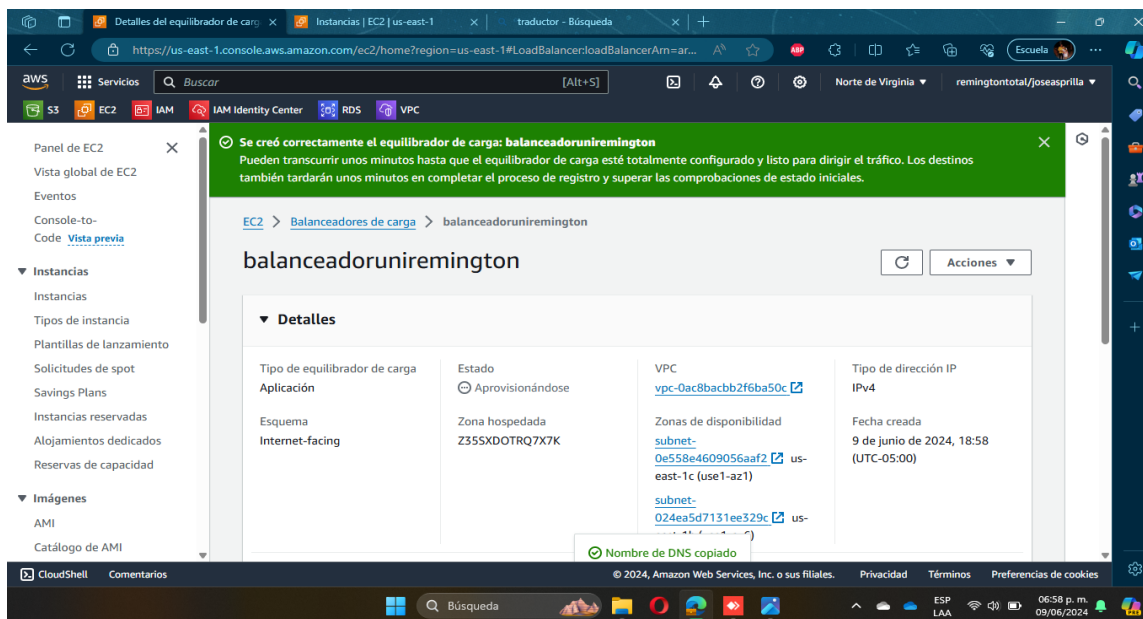 Detalles del equilibrador de carg
Instancias | EC2 | us-east-1
traductor - Búsqueda
https://us-east-1.console.aws.amazon.com/ec2/home?region=us-east-1#LoadBalancer:loadBalancerArn=ar...
Escuela
aws
Servicios
Buscar
[Alt+S]
Norte de Virginia
remingtontotal/joseasprilla
S3
EC2
IAM
IAM Identity Center
RDS
VPC
Panel de EC2
Vista global de EC2
Eventos
Console-to-
Code Vista previa
Instancias
Instancias
Tipos de instancia
Plantillas de lanzamiento
Solicitudes de spot
Savings Plans
Instancias reservadas
Alojamientos dedicados
Reservas de capacidad
Imágenes
AMI
Catálogo de AMI
Se creó correctamente el equilibrador de carga: balanceadoruniremington
Pueden transcurrir unos minutos hasta que el equilibrador de carga esté totalmente configurado y listo para dirigir el tráfico. Los destinos
también tardarán unos minutos en completar el proceso de registro y superar las comprobaciones de estado iniciales.
EC2 > Balanceadores de carga > balanceadoruniremington
balanceadoruniremington
Acciones
Detalles
Tipo de equilibrador de carga
Aplicación
Estado
Aprovisionándose
VPC
vpc-0ac8bacbb2f6ba50c
Tipo de dirección IP
IPv4
Esquema
Internet-facing
Zona hospedada
Z35SXDOTRQ7X7K
Zonas de disponibilidad
subnet-
0e558e4609056aaf2 us-
east-1c (use1-az1)
subnet-
024ea5d7131ee329c us-
Fecha creada
9 de junio de 2024, 18:58
(UTC-05:00)
Nombre de DNS copiado
CloudShell
Comentarios
© 2024, Amazon Web Services, Inc. o sus filiales.
Privacidad
Términos
Preferencias de cookies
Búsqueda
ESP
LAA
06:58 p. m.
09/06/2024